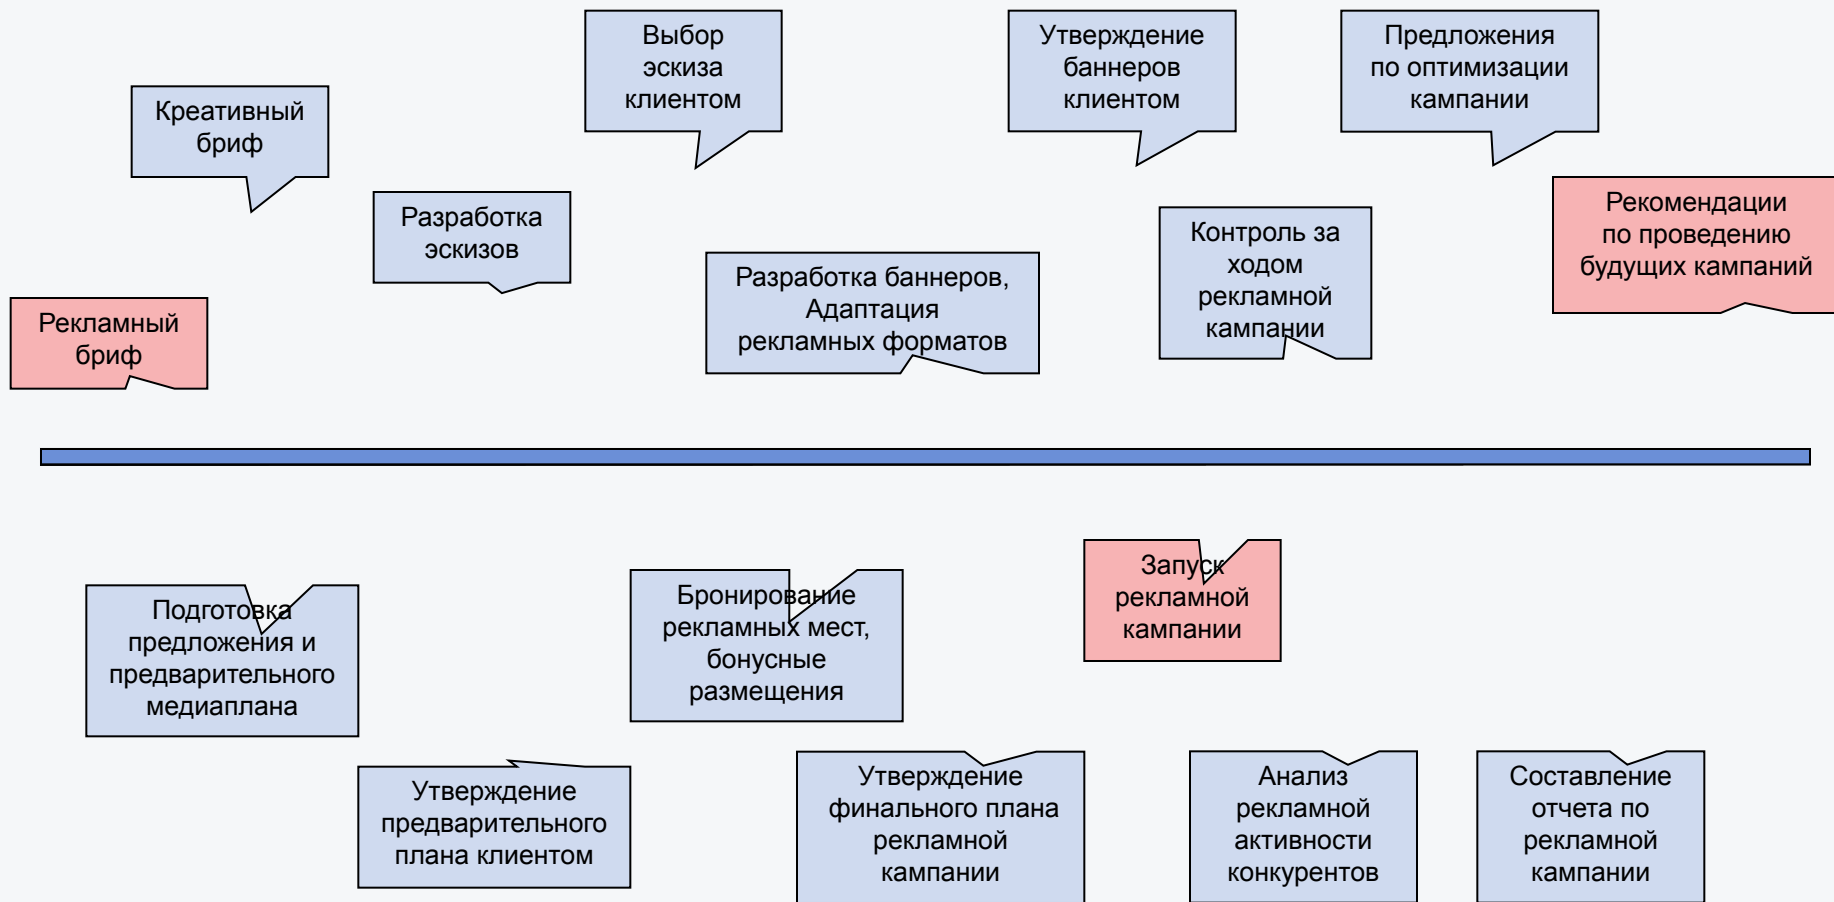 Выбор
эскиза
клиентом
Утверждение
баннеров
клиентом
Предложения
по оптимизации
кампании
Креативный
бриф
Разработка
эскизов
Рекомендации
по проведению
будущих кампаний
Контроль за
ходом
рекламной
кампании
Разработка баннеров,
Адаптация
рекламных форматов
Рекламный
бриф
Запуск
рекламной
кампании
Подготовка
предложения и
предварительного
медиаплана
Бронирование
рекламных мест,
бонусные
размещения
Утверждение
предварительного
плана клиентом
Утверждение
финального плана
рекламной
кампании
Анализ
рекламной
активности
конкурентов
Составление
отчета по
рекламной
кампании